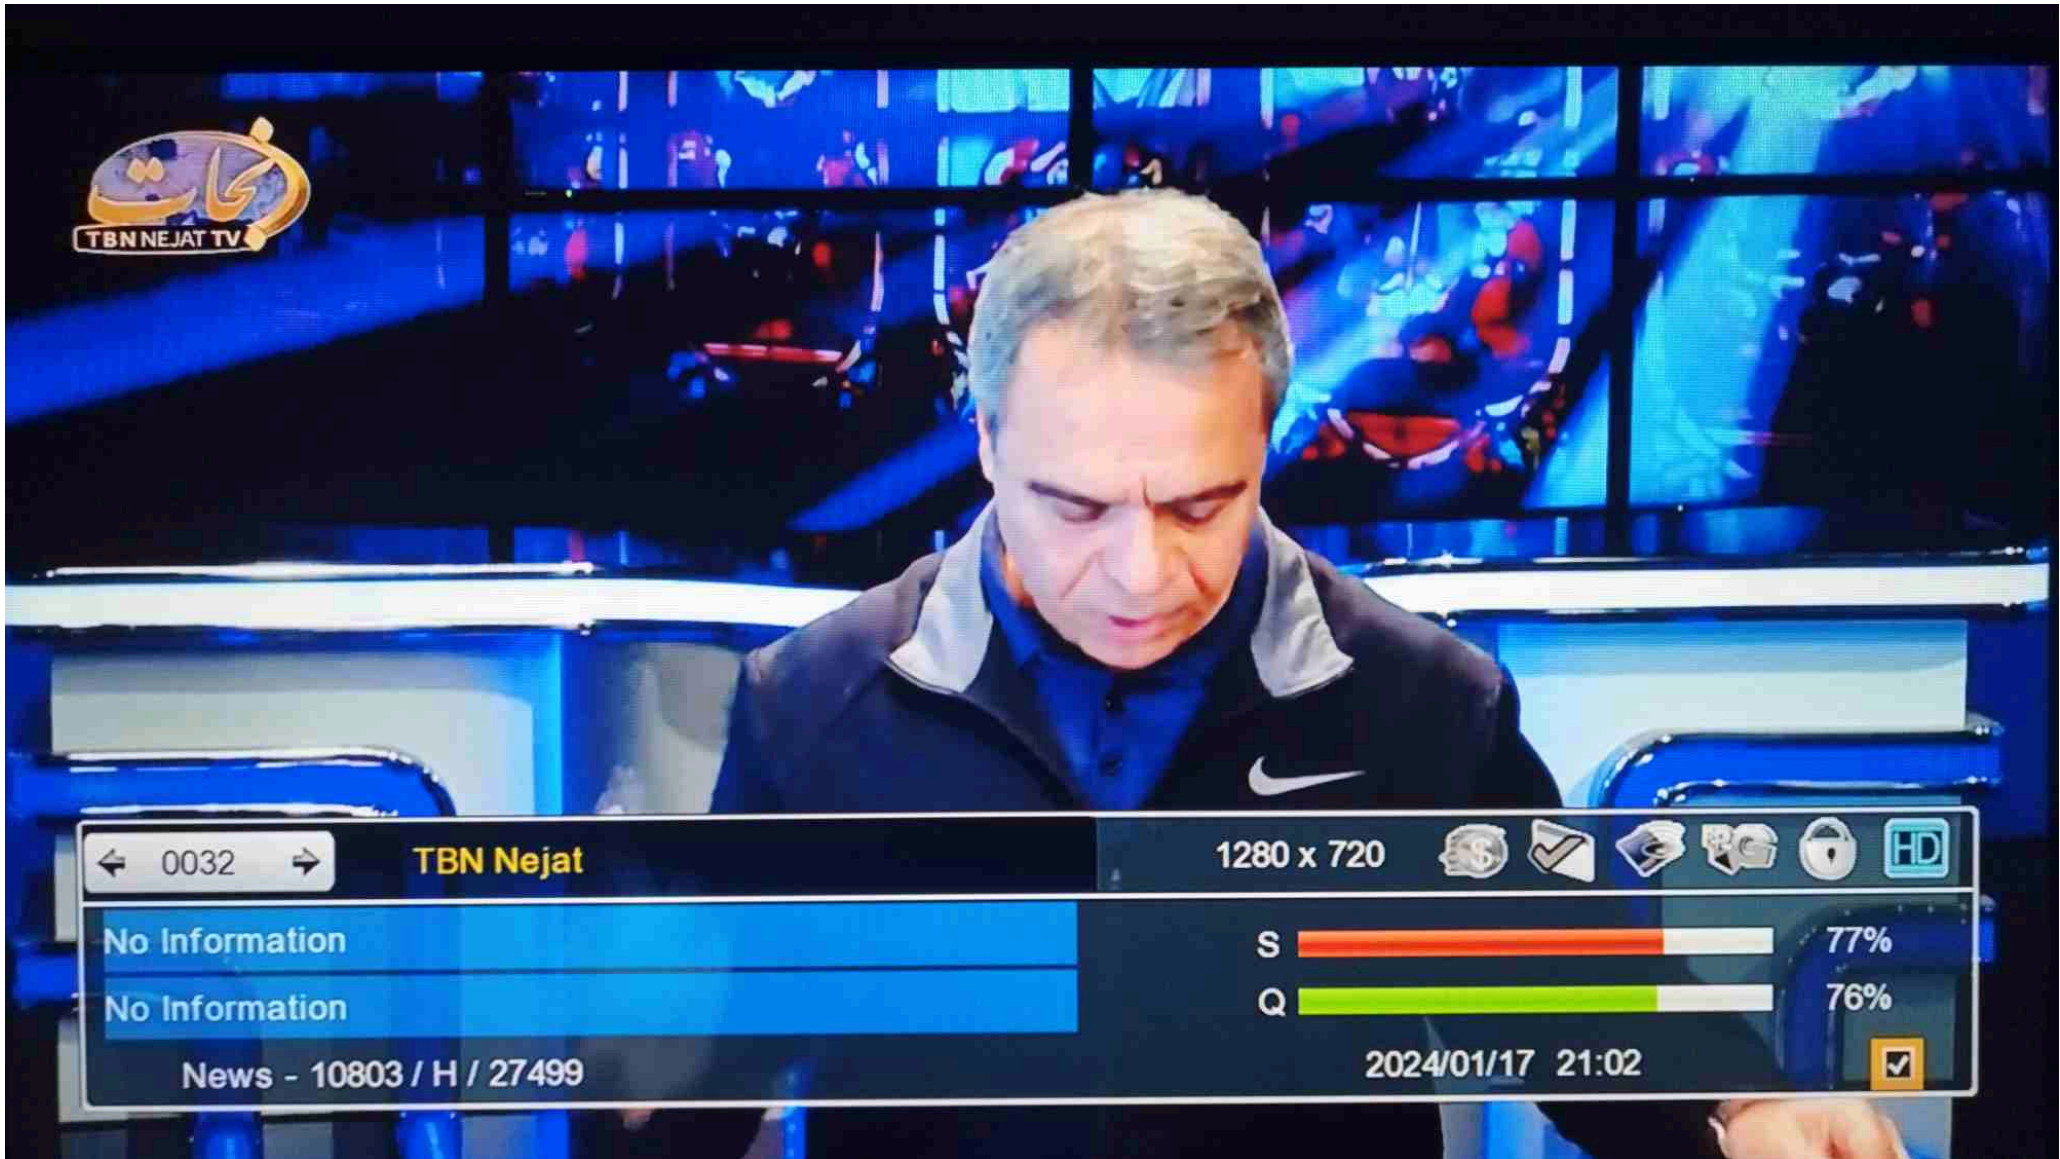 نجات
TBN NEJAT TV
0032 TBN Nejat 1280 x 720 HD
No Information S 77%
No Information Q 76%
News - 10803 / H / 27499 2024/01/17 21:02